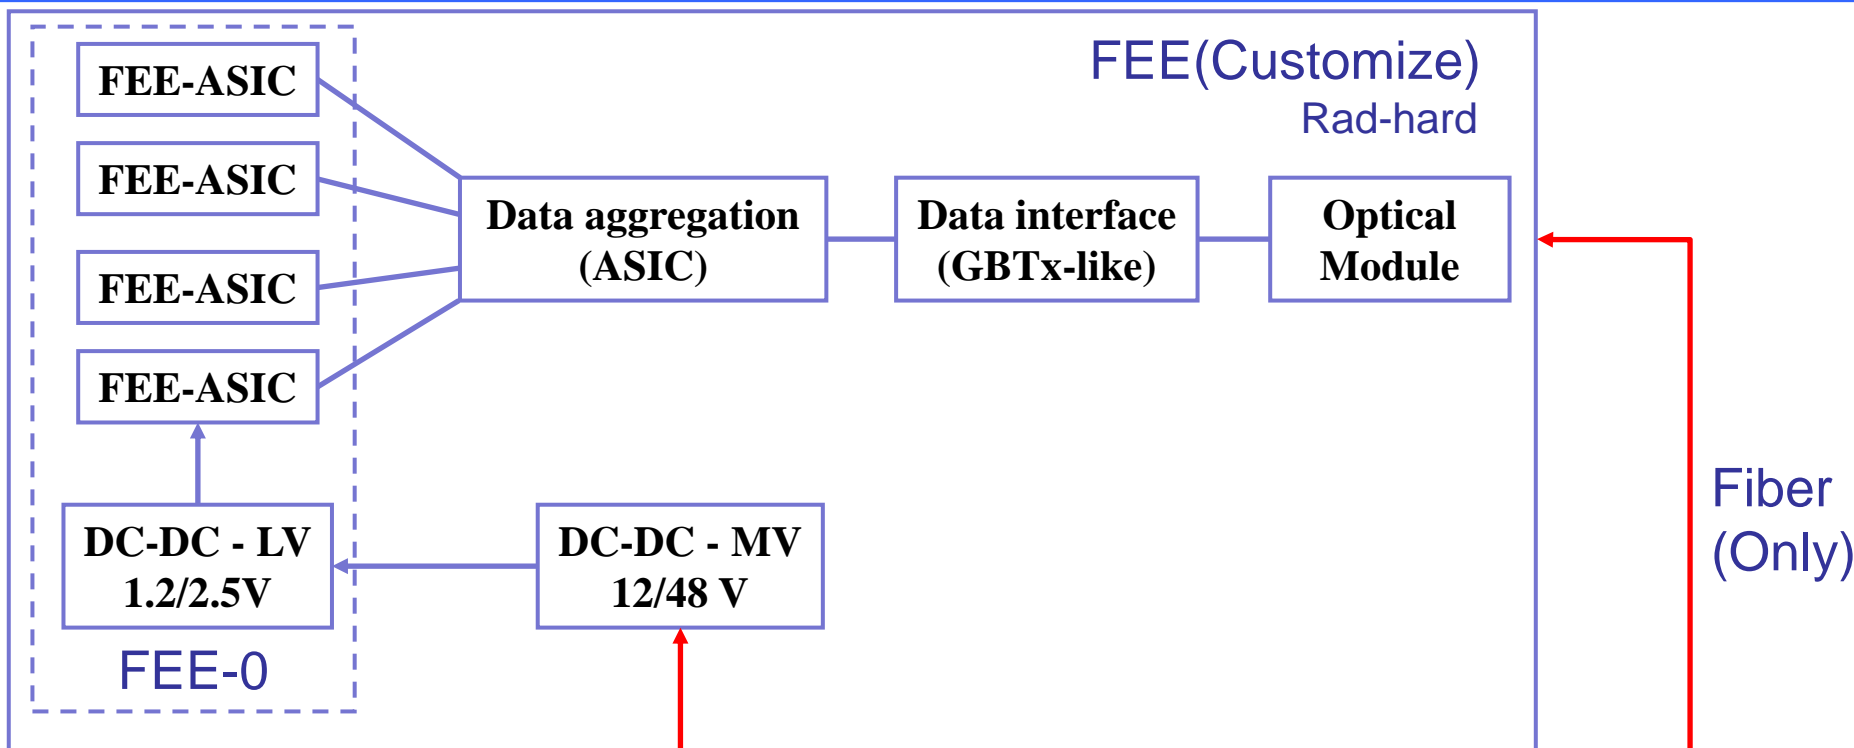 FEE(Customize)
Rad-hard
FEE-ASIC
FEE-ASIC
FEE-ASIC
FEE-ASIC
Data aggregation
(ASIC)
Data interface
(GBTx-like)
Optical
Module
DC-DC - LV
1.2/2.5V
DC-DC - MV
12/48 V
FEE-0
Fiber
(Only)